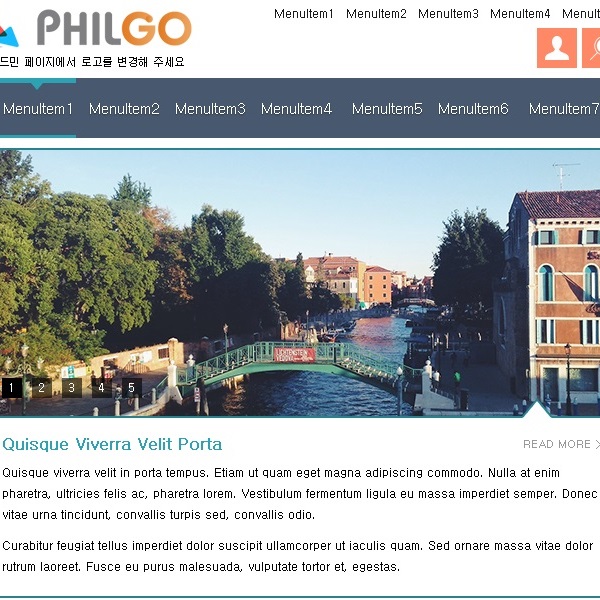 MenuItem1 MenuItem2 MenuItem3 MenuItem4 MenuIt
PHILGO
드민 페이지에서 로고를 변경해 주세요
MenuItem1 MenuItem2 MenuItem3 MenuItem4 MenuItem5 MenuItem6 MenuItem7
LICHTENSTEIN
1 2 3 4 5
Quisque Viverra Velit Porta
READ MORE >
Quisque viverra velit in porta tempus. Etiam ut quam eget magna adipiscing commodo. Nulla at enim
pharetra, ultricies felis ac, pharetra lorem. Vestibulum fermentum ligula eu massa imperdiet semper. Donec
vitae urna tincidunt, convallis turpis sed, convallis odio.
Curabitur feugiat tellus imperdiet dolor suscipit ullamcorper ut iaculis quam. Sed ornare massa vitae dolor
rutrum laoreet. Fusce eu purus malesuada, vulputate tortor et, egestas.